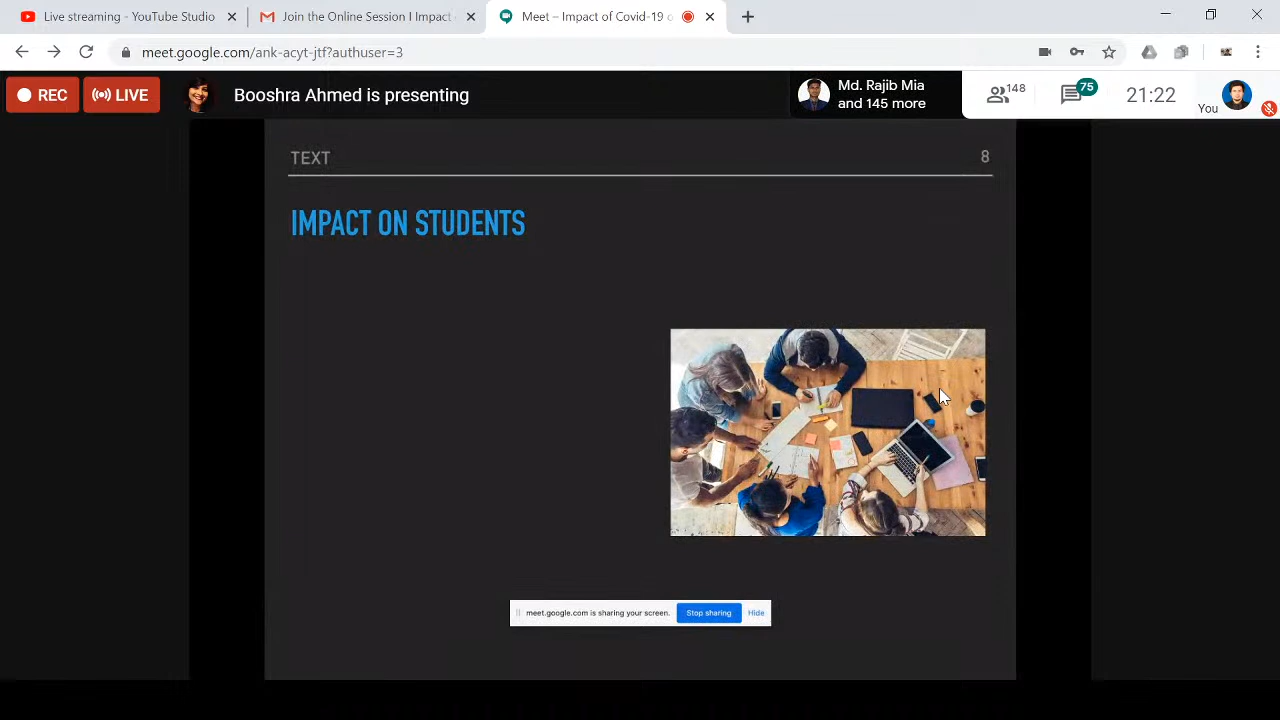 Live streaming - YouTube Studio
Join the Online Session I Impact
Meet – Impact of Covid-19 o
meet.google.com/ank-acyt-jtf?authuser=3
REC
LIVE
Booshra Ahmed is presenting
Md. Rajib Mia
and 145 more
148
75
21:22
You
TEXT
8
IMPACT ON STUDENTS
meet.google.com is sharing your screen.
Stop sharing
Hide